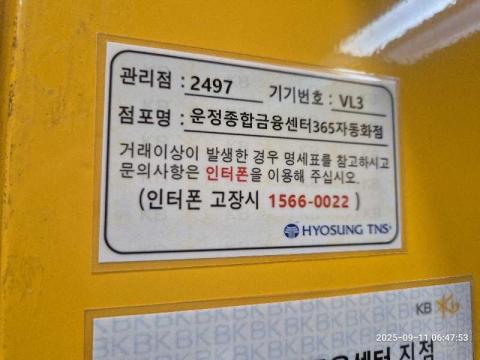 관리점 : 2497 기기번호 : VL3
점포명 : 운정종합금융센터365자동화점
거래이상이 발생한 경우 명세표를 참고하시고
문의사항은 인터폰을 이용해 주십시오.
(인터폰 고장시 1566-0022 )
HYOSUNG TNS
KB
센터 지점
2025-09-11 06:47:53